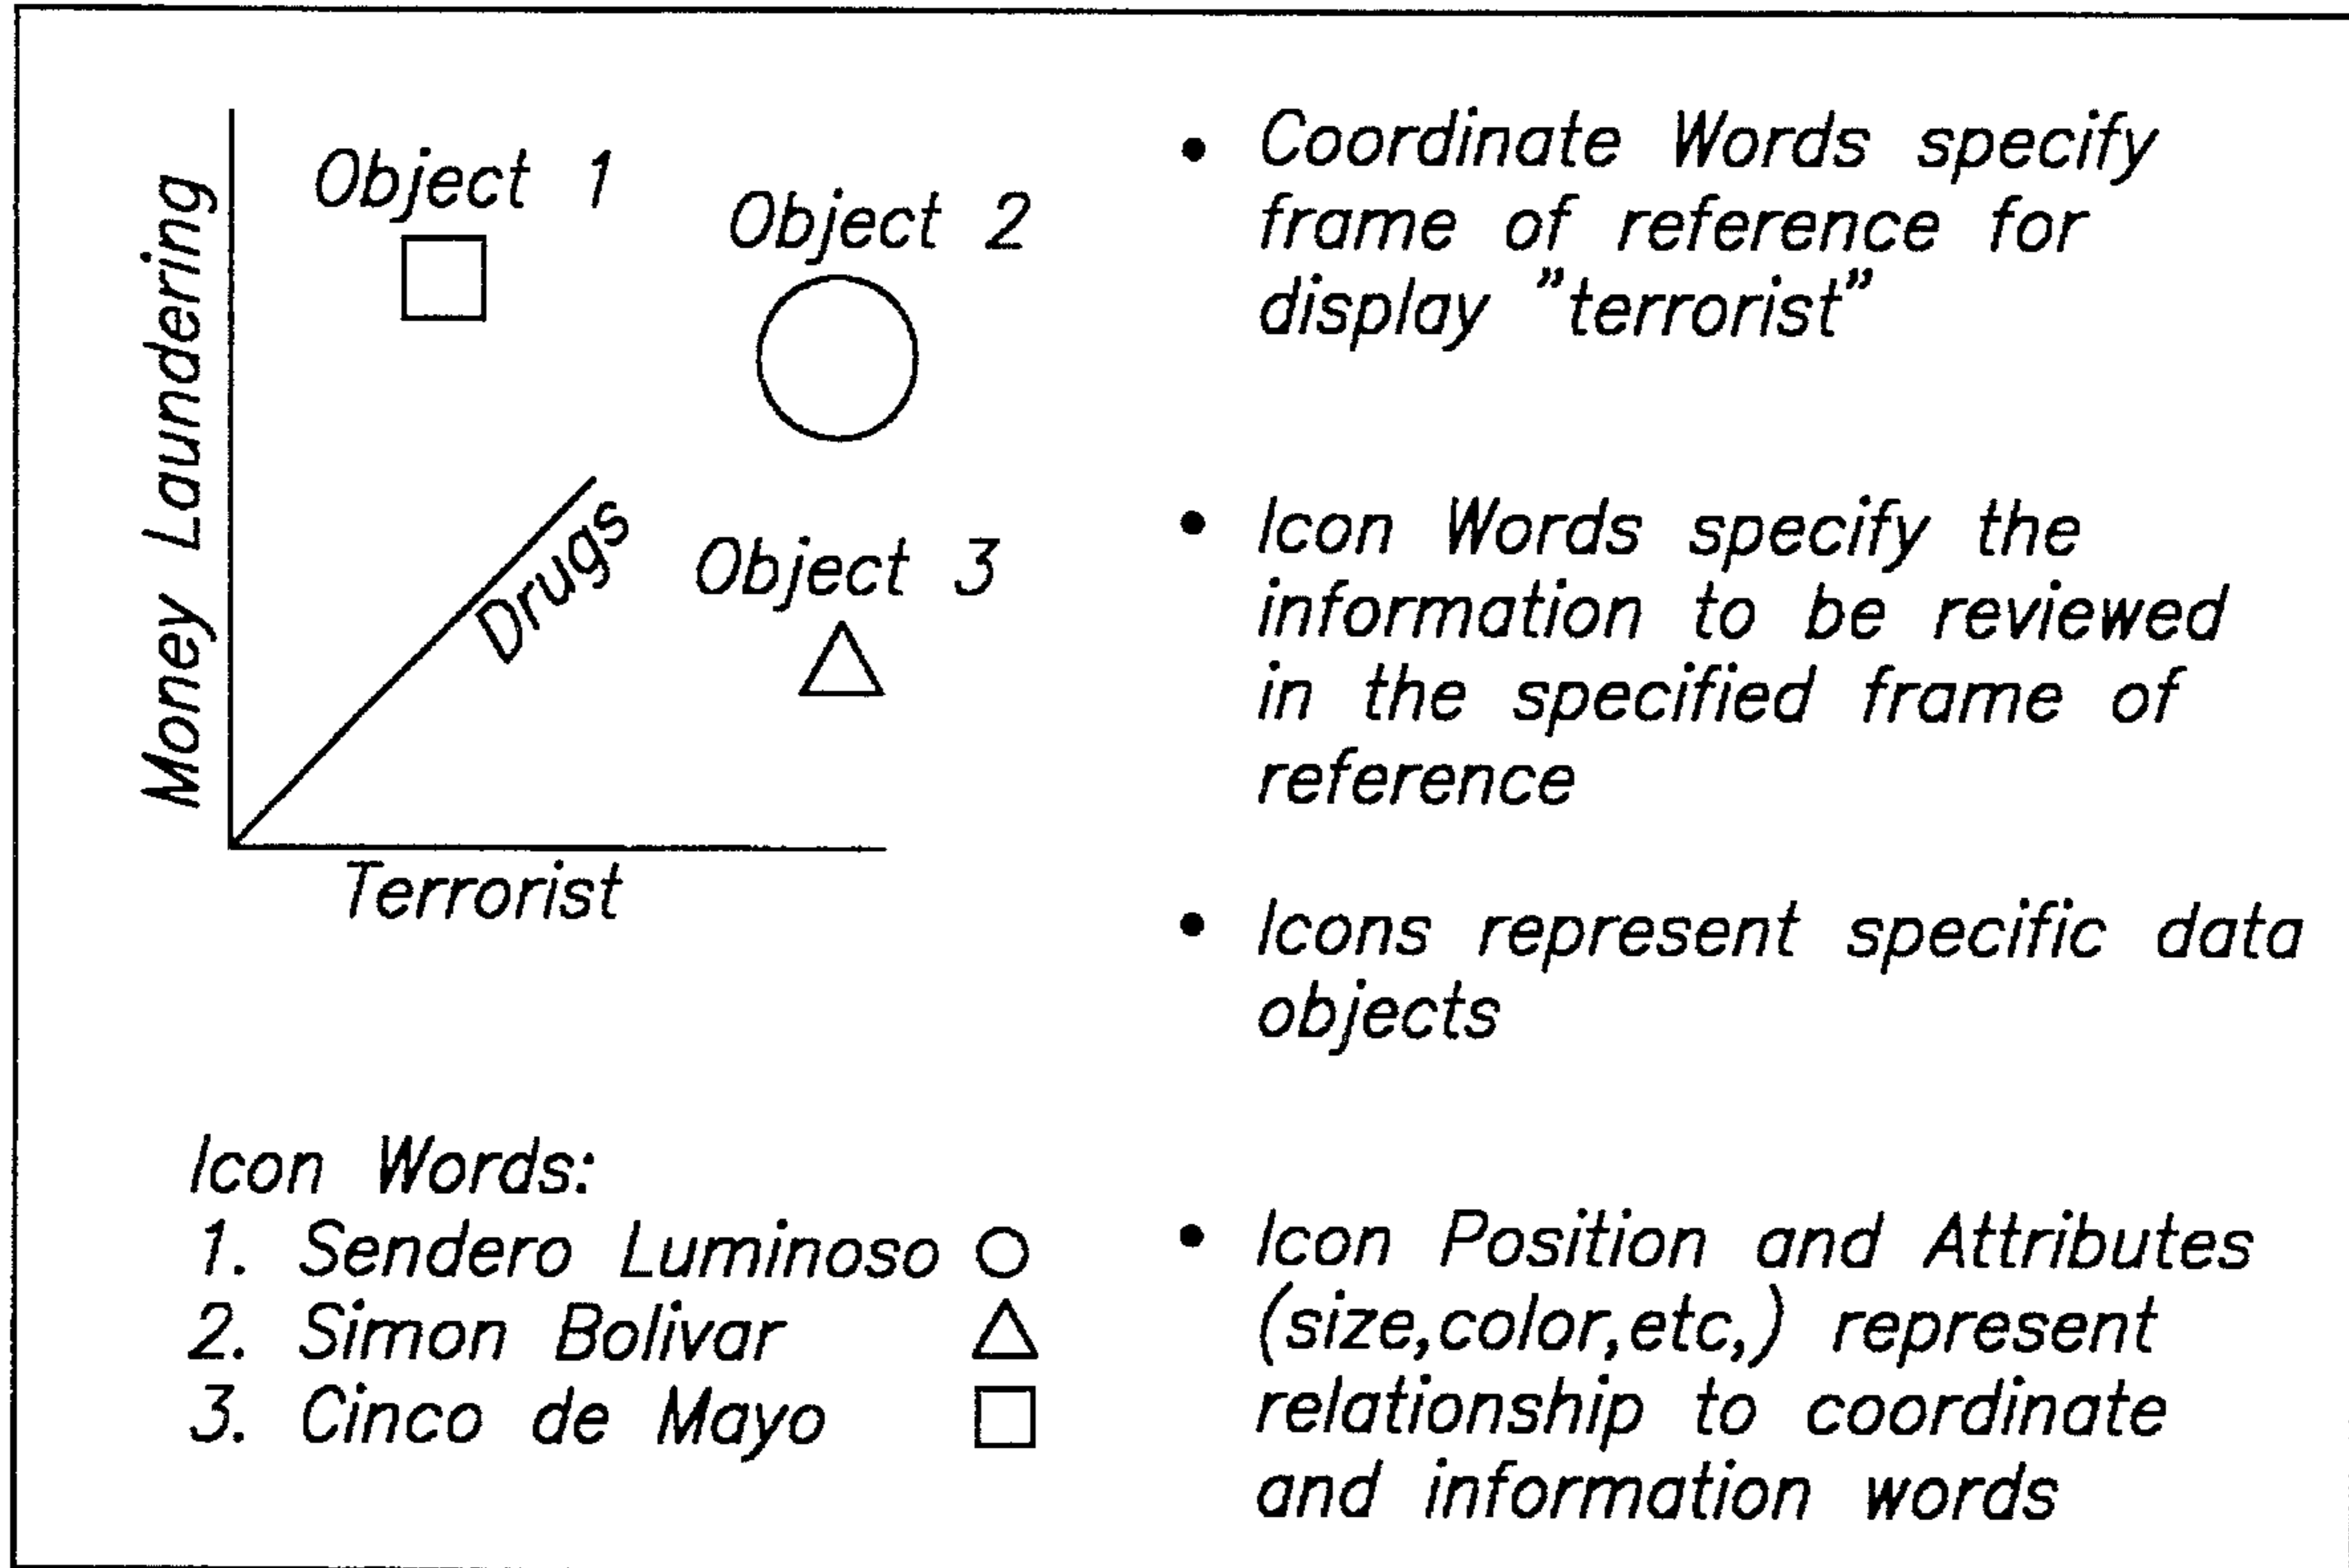 Money Laundering
Object 1
Object 2
Drugs
Object 3
Terrorist
Icon Words:
1. Sendero Luminoso
2. Simon Bolivar
3. Cinco de Mayo
• Coordinate Words specify
frame of reference for
display "terrorist"
• Icon Words specify the
information to be reviewed
in the specified frame of
reference
• Icons represent specific data
objects
• Icon Position and Attributes
(size,color,etc,) represent
relationship to coordinate
and information words